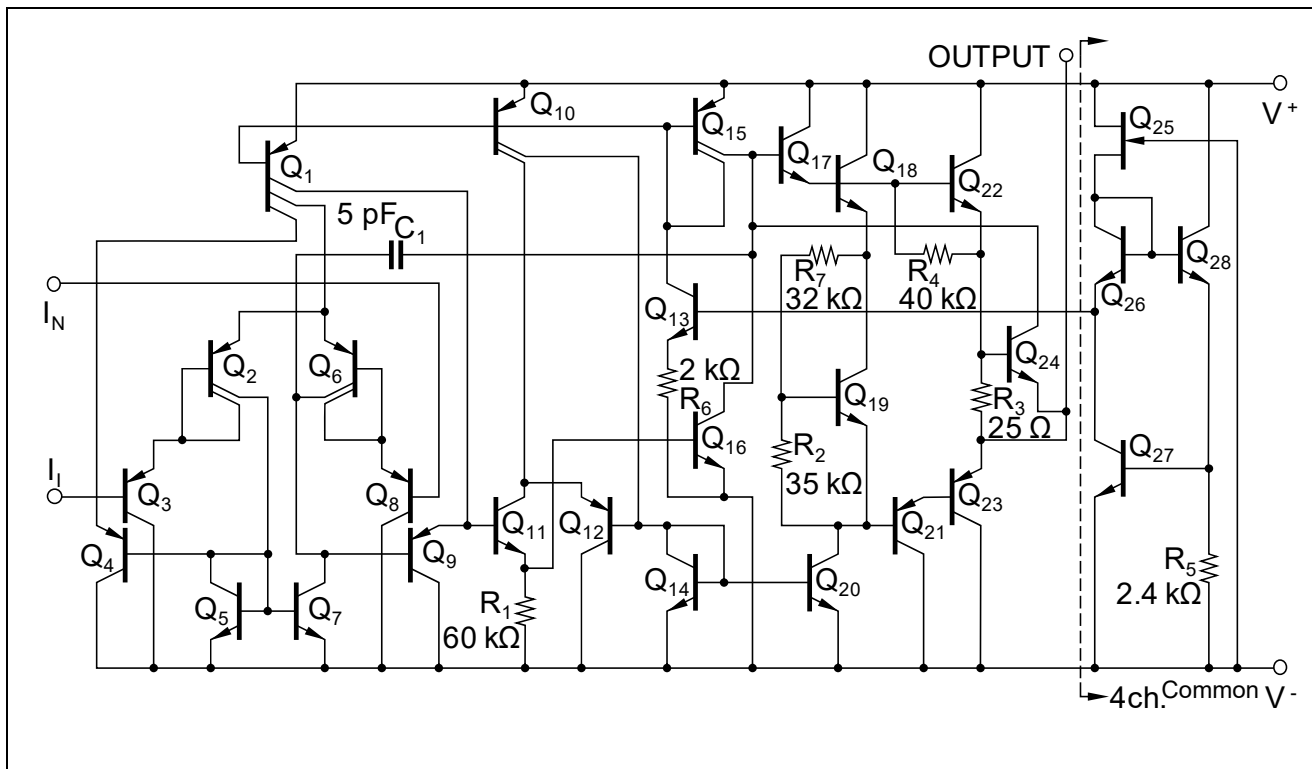 OUTPUT
V+
Q10
Q15
Q25
Q1
Q17
Q18
Q22
5 pF
C1
R7
32 kΩ
R4
40 kΩ
Q28
Q26
IN
Q13
Q2
Q6
2 kΩ
R6
Q24
Q19
R3
25 Ω
Q16
R2
35 kΩ
Q27
II
Q3
Q8
Q4
Q9
Q11
Q12
Q21
Q23
Q5
Q7
R1
60 kΩ
Q14
Q20
R5
2.4 kΩ
4ch. Common V-